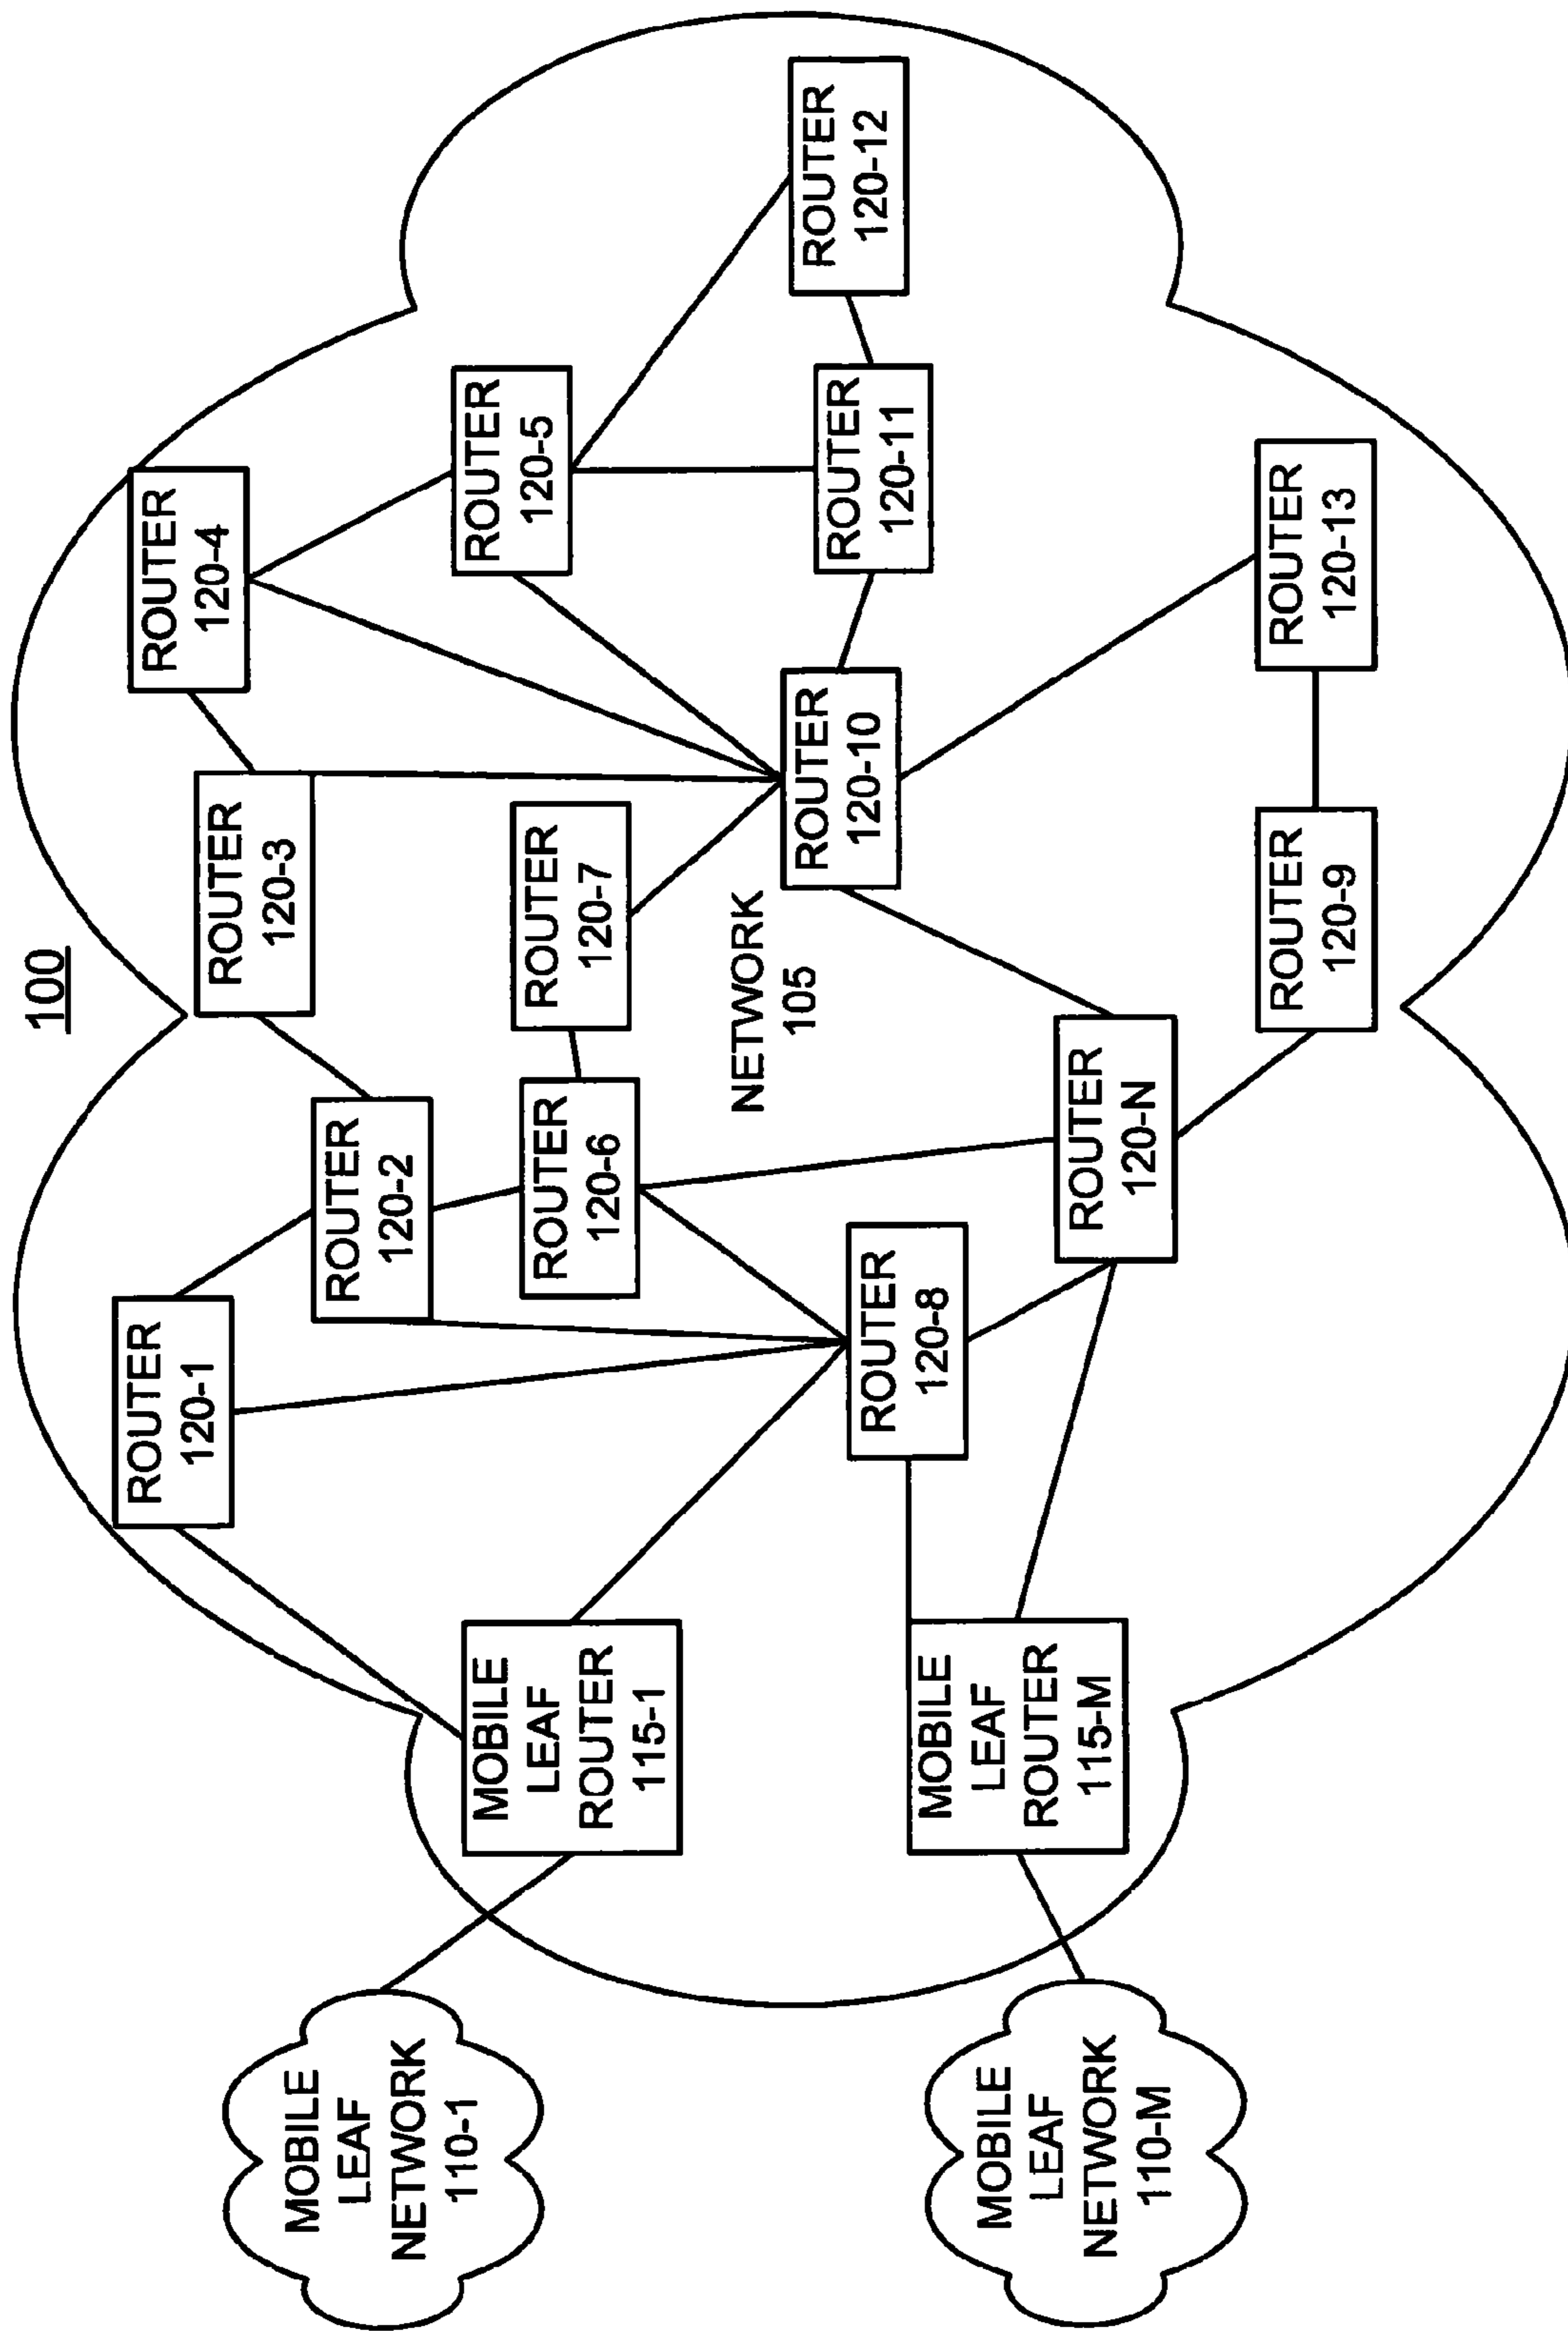 100
ROUTER
120-4
ROUTER
120-3
ROUTER
120-1
ROUTER
120-2
ROUTER
120-5
ROUTER
120-7
ROUTER
120-6
NETWORK
105
ROUTER
120-12
ROUTER
120-11
ROUTER
120-10
ROUTER
120-8
ROUTER
120-N
ROUTER
120-13
ROUTER
120-9
MOBILE
LEAF
ROUTER
115-1
MOBILE
LEAF
ROUTER
115-M
MOBILE
LEAF
NETWORK
110-1
MOBILE
LEAF
NETWORK
110-M